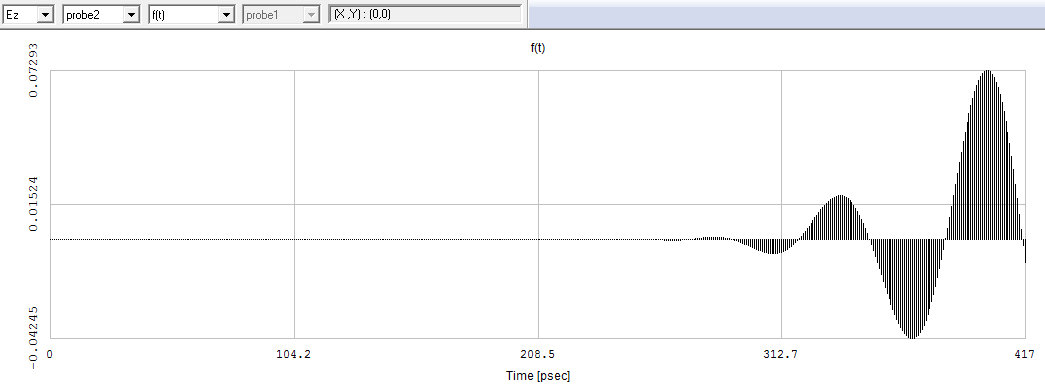 Ez probe2 f(t) probe1 (X ,Y) : (0,0)
f(t)
0.07293
0.01524
-0.04245
0 104.2 208.5 312.7 417
Time [psec]